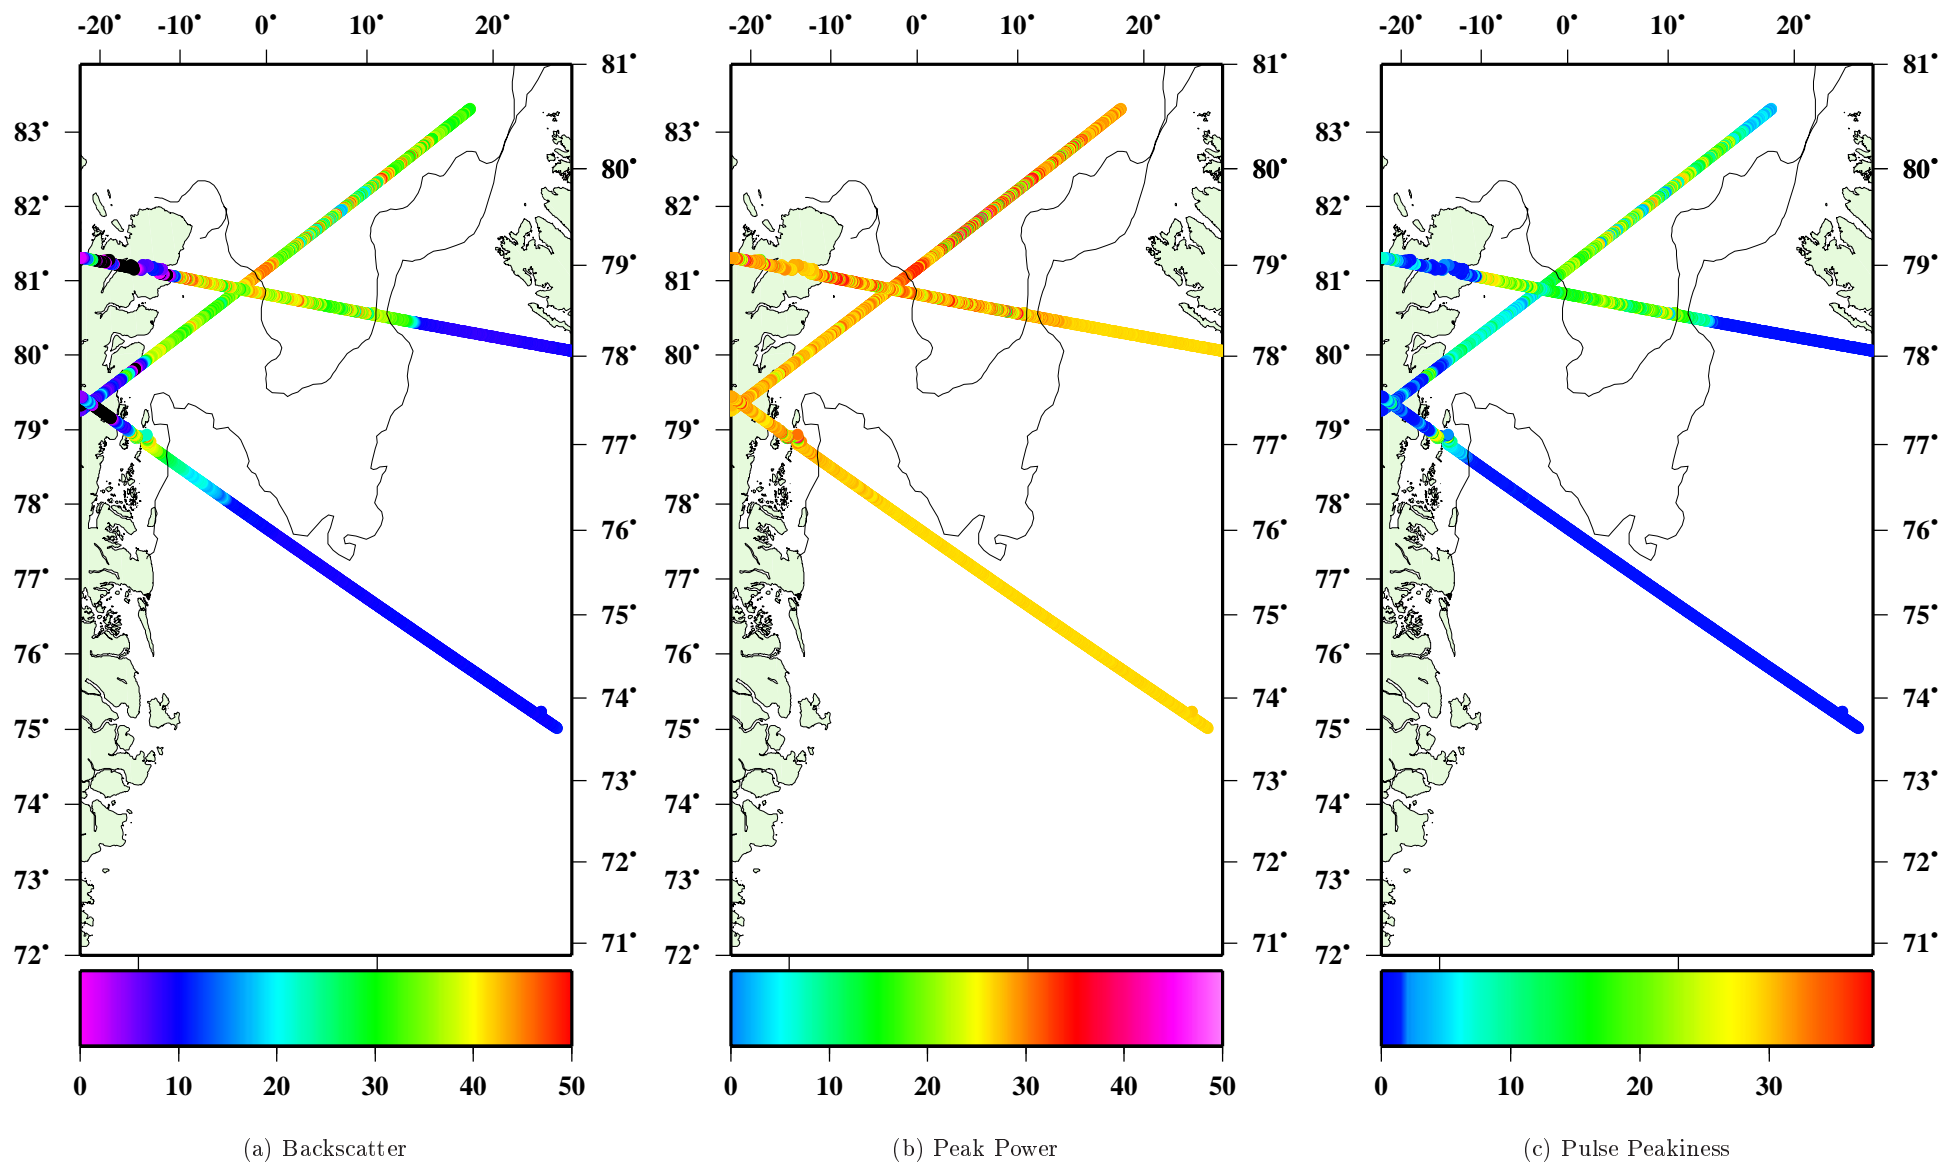 -20° -10° 0° 10° 20° -20° -10° 0° 10° 20° -20° -10° 0° 10° 20°
81° 81° 81°
83° 83° 83°
80° 80° 80°
82° 82° 82°
79° 79° 79°
81° 81° 81°
80° 78° 80° 78° 80° 78°
79° 79° 79°
77° 77° 77°
78° 78° 78°
76° 76° 76°
77° 77° 77°
75° 75° 75°
76° 76° 76°
74° 74° 74°
75° 75° 75°
73° 73° 73°
74° 74° 74°
72° 72° 72°
73° 73° 73°
71° 71° 71°
72° 72° 72°
0 10 20 30 40 50 0 10 20 30 40 50 0 10 20 30
(a) Backscatter (b) Peak Power (c) Pulse Peakiness